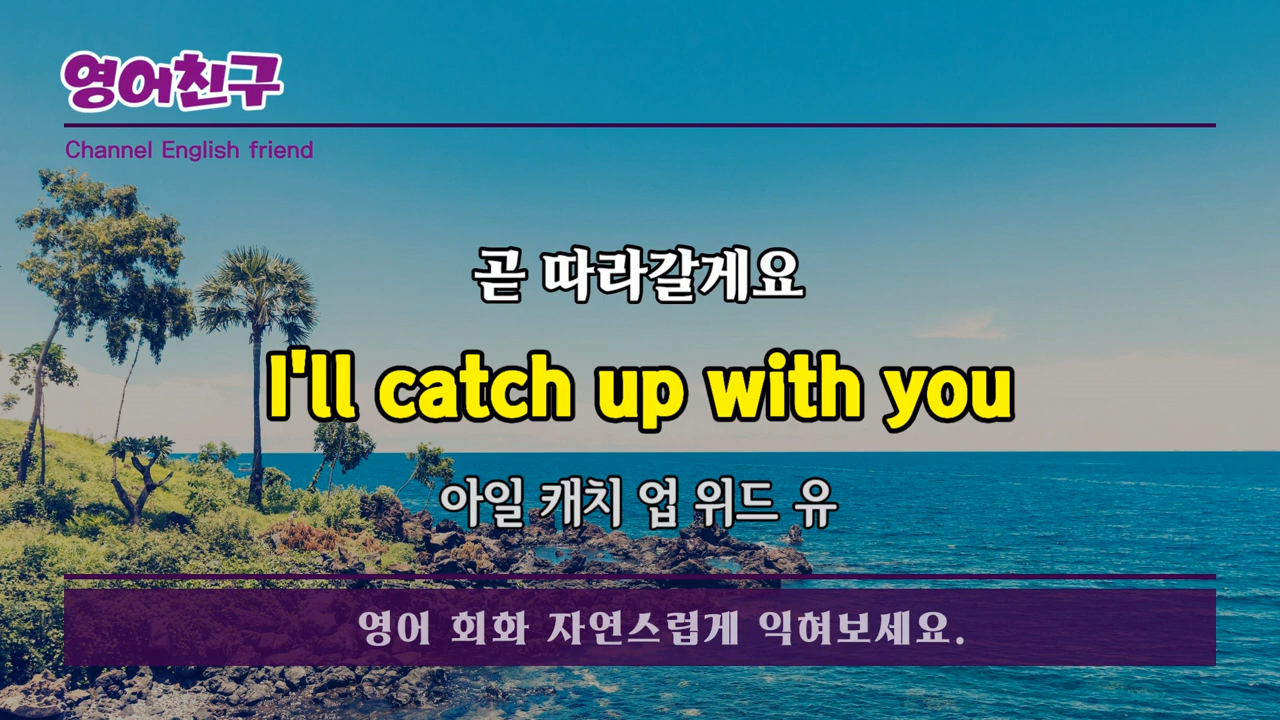 영어친구
Channel English friend
곧 따라갈게요
I'll catch up with you
아일 캐치 업 위드 유
영어 회화 자연스럽게 익혀보세요.